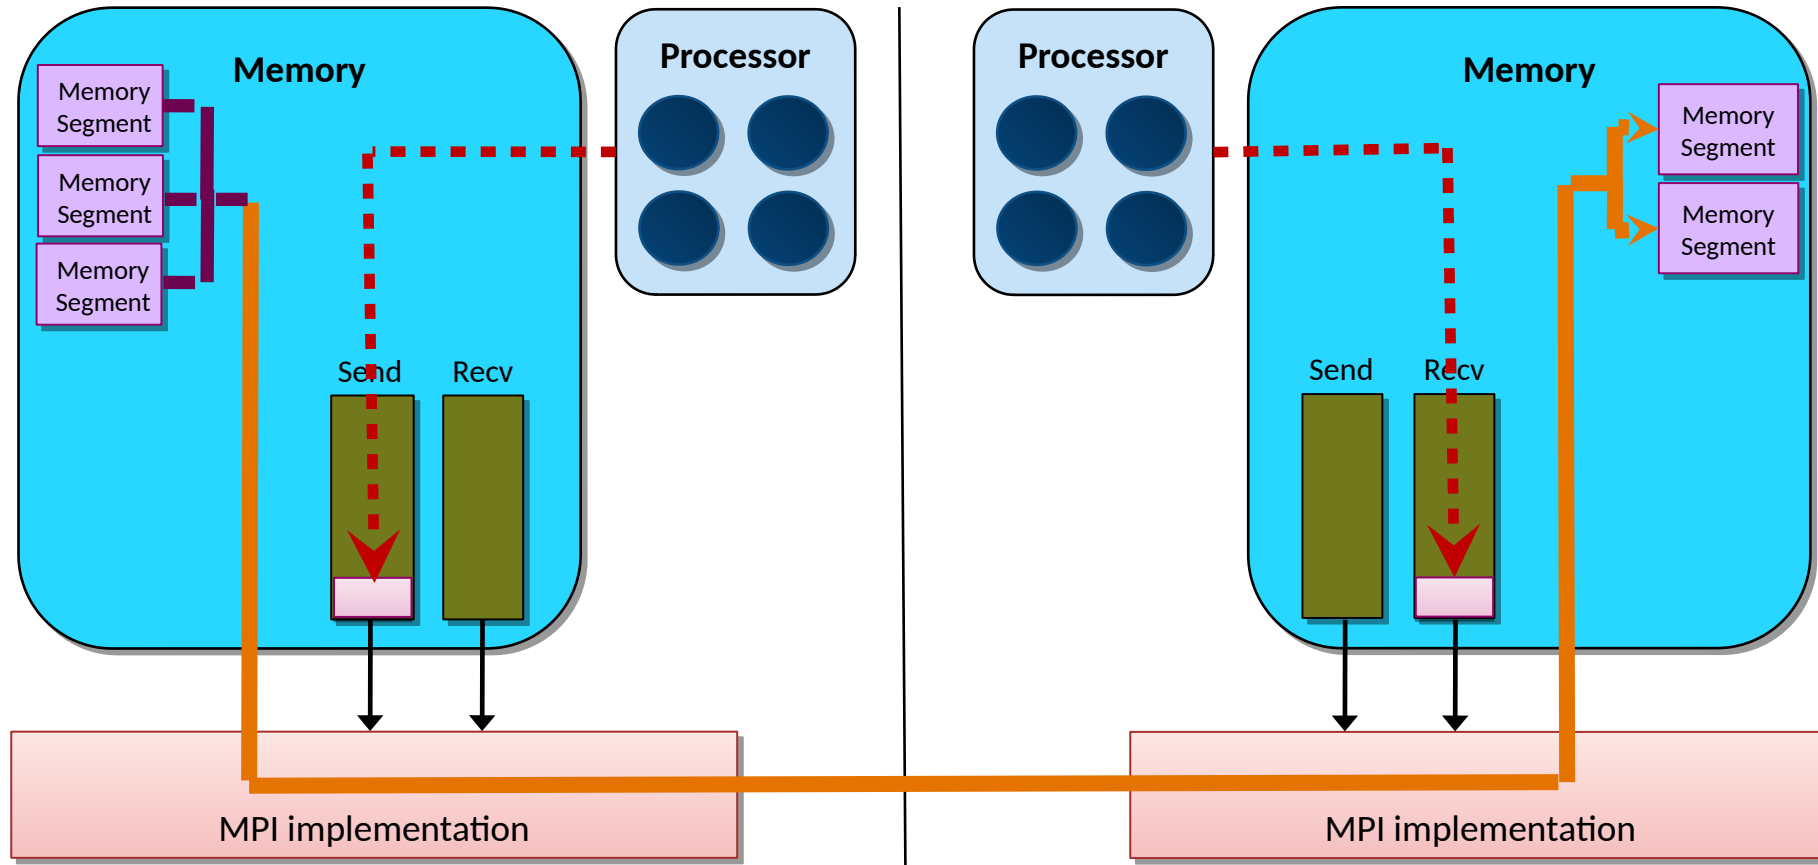 Memory
Memory
Segment
Memory
Segment
Memory
Segment
Send
Recv
Processor
MPI implementation
Processor
Memory
Memory
Segment
Memory
Segment
Send
Recv
MPI implementation